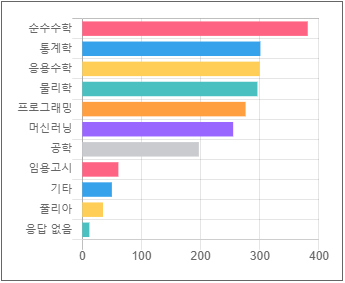 순수수학
통계학
응용수학
물리학
프로그래밍
머신러닝
공학
임용고시
기타
폴리아
응답 없음
0 100 200 300 400